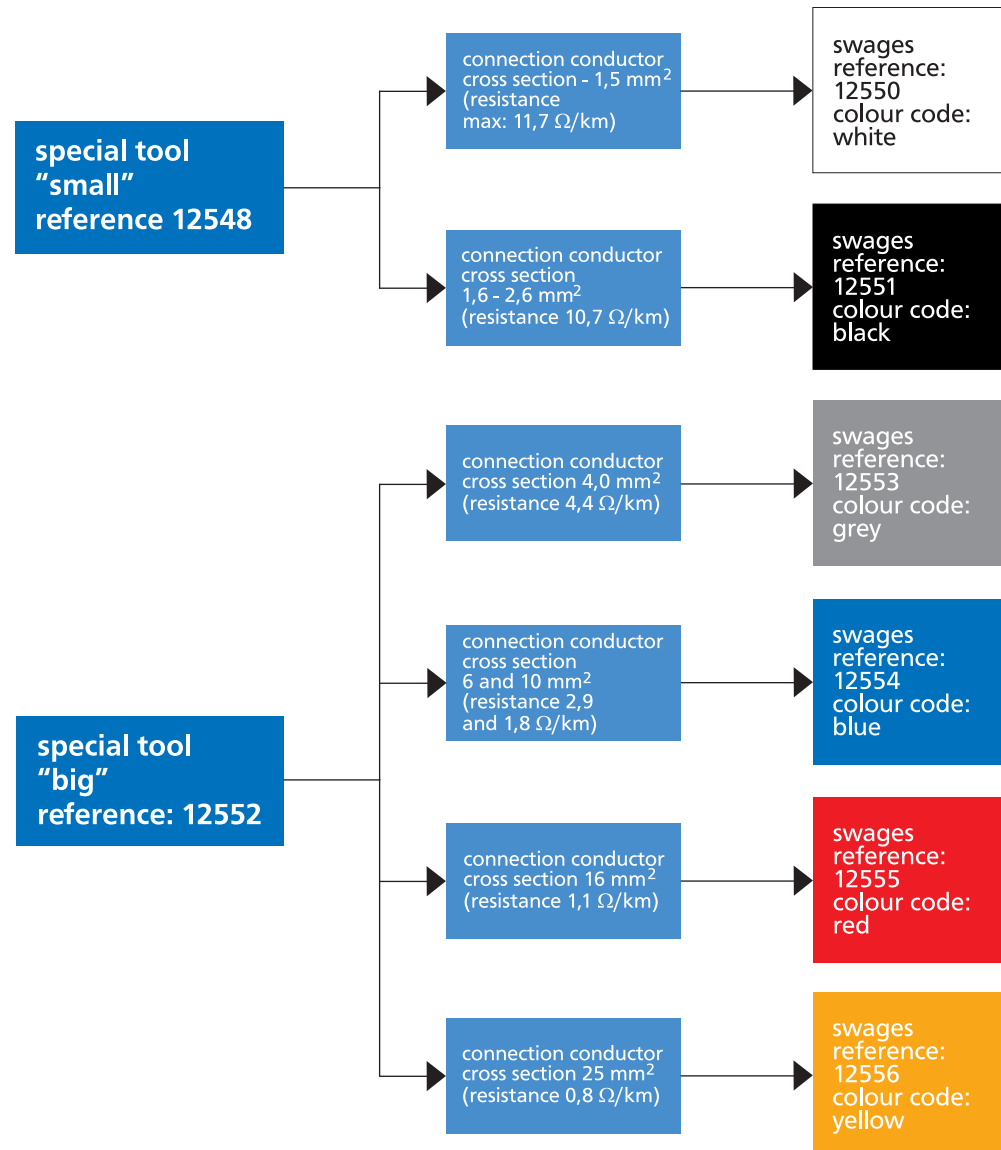 special tool
“small”
reference 12548
connection conductor
cross section - 1,5 mm²
(resistance
max: 11,7 Ω/km)
swages
reference:
12550
colour code:
white
connection conductor
cross section
1,6 - 2,6 mm²
(resistance 10,7 Ω/km)
swages
reference:
12551
colour code:
black
special tool
“big”
reference: 12552
connection conductor
cross section 4,0 mm²
(resistance 4,4 Ω/km)
swages
reference:
12553
colour code:
grey
connection conductor
cross section
6 and 10 mm²
(resistance 2,9
and 1,8 Ω/km)
swages
reference:
12554
colour code:
blue
connection conductor
cross section 16 mm²
(resistance 1,1 Ω/km)
swages
reference:
12555
colour code:
red
connection conductor
cross section 25 mm²
(resistance 0,8 Ω/km)
swages
reference:
12556
colour code:
yellow